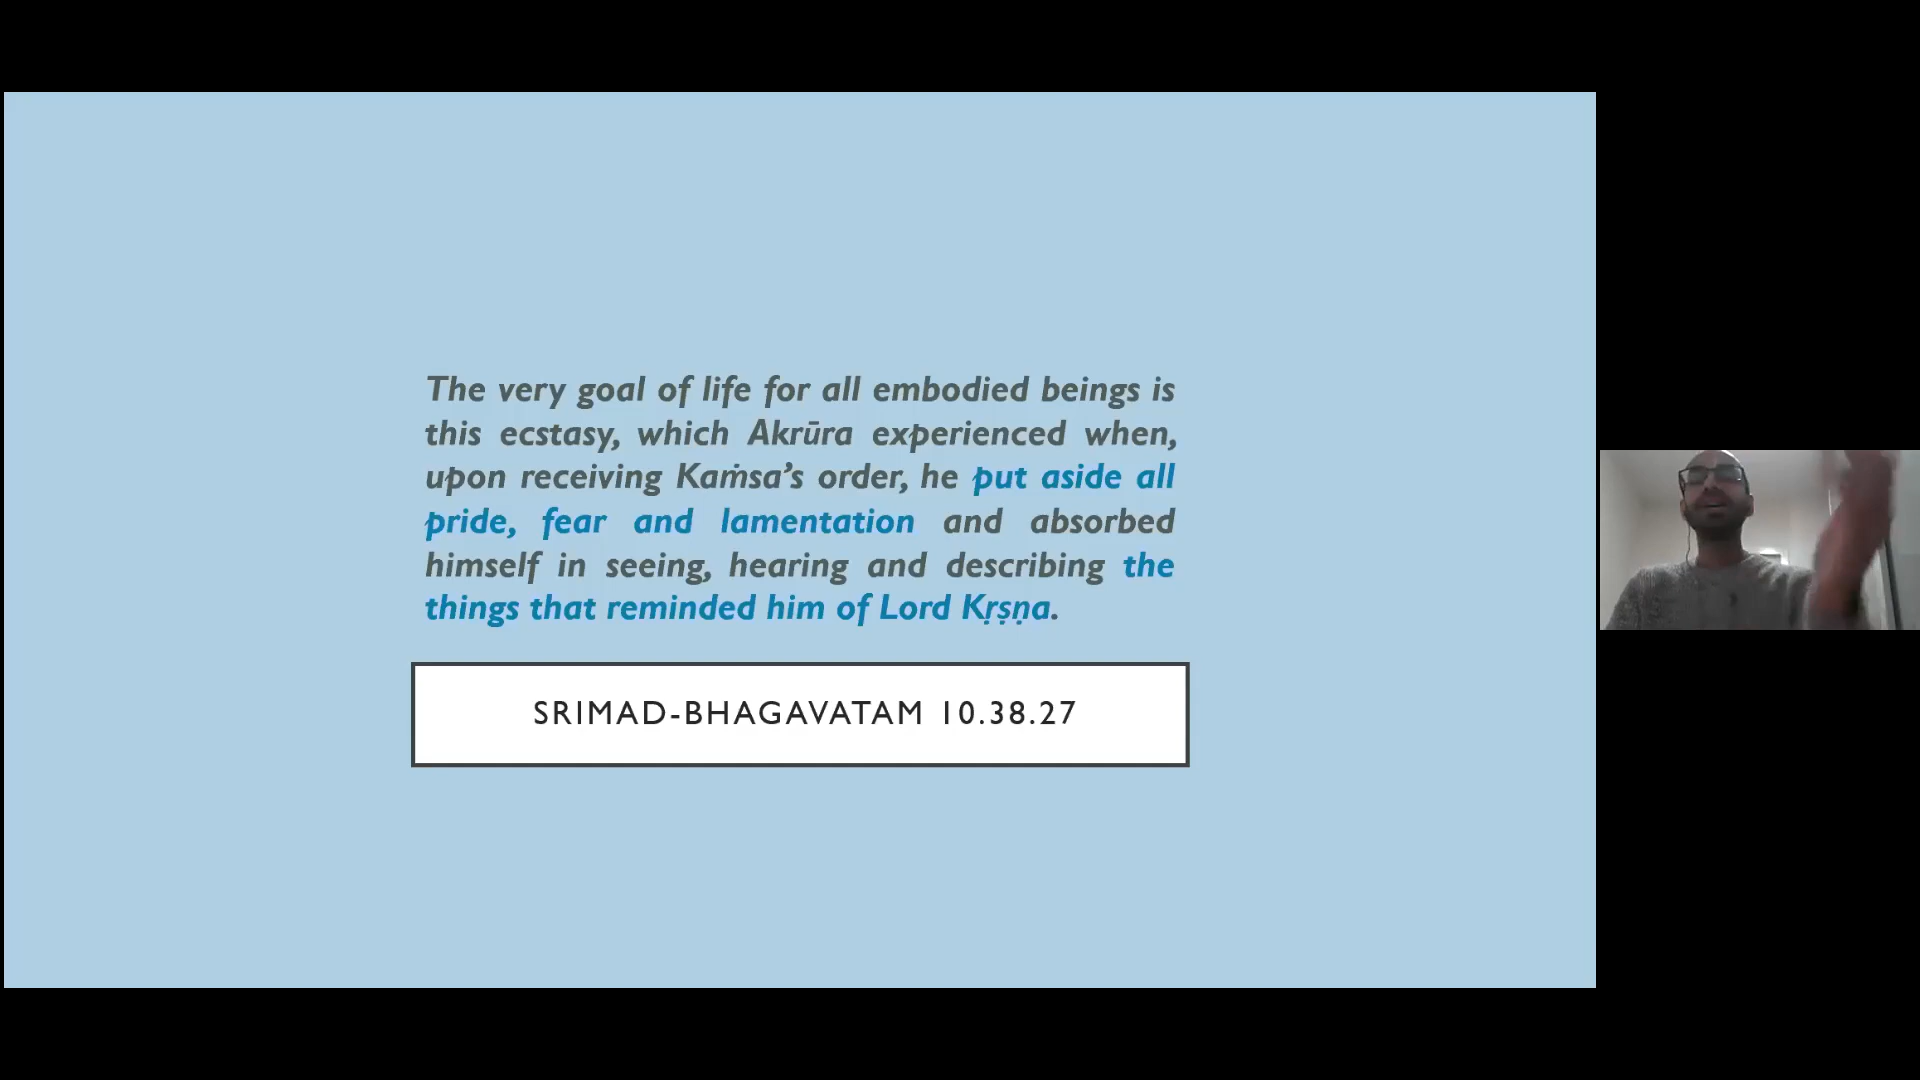 The very goal of life for all embodied beings is
this ecstasy, which Akrūra experienced when,
upon receiving Kaṁsa’s order, he put aside all
pride, fear and lamentation and absorbed
himself in seeing, hearing and describing the
things that reminded him of Lord Kṛṣṇa.
SRIMAD-BHAGAVATAM 10.38.27